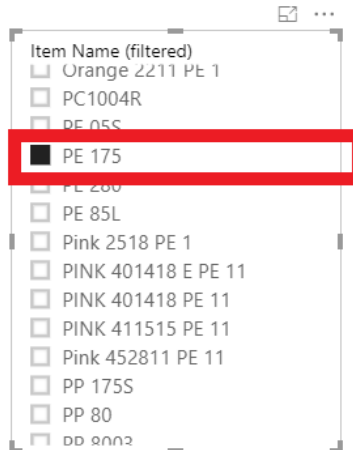 Item Name (filtered)
Orange 2211 PE 1
PC1004R
PE 05S
PE 175
PE 280
PE 85L
Pink 2518 PE 1
PINK 401418 E PE 11
PINK 401418 PE 11
PINK 411515 PE 11
Pink 452811 PE 11
PP 175S
PP 80
PP 8003